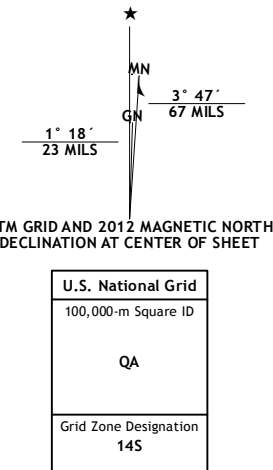 ★
MN
GN
3° 47´
67 MILS
1° 18´
23 MILS
TM GRID AND 2012 MAGNETIC NORTH
DECLINATION AT CENTER OF SHEET
U.S. National Grid
100,000-m Square ID
QA
Grid Zone Designation
14S